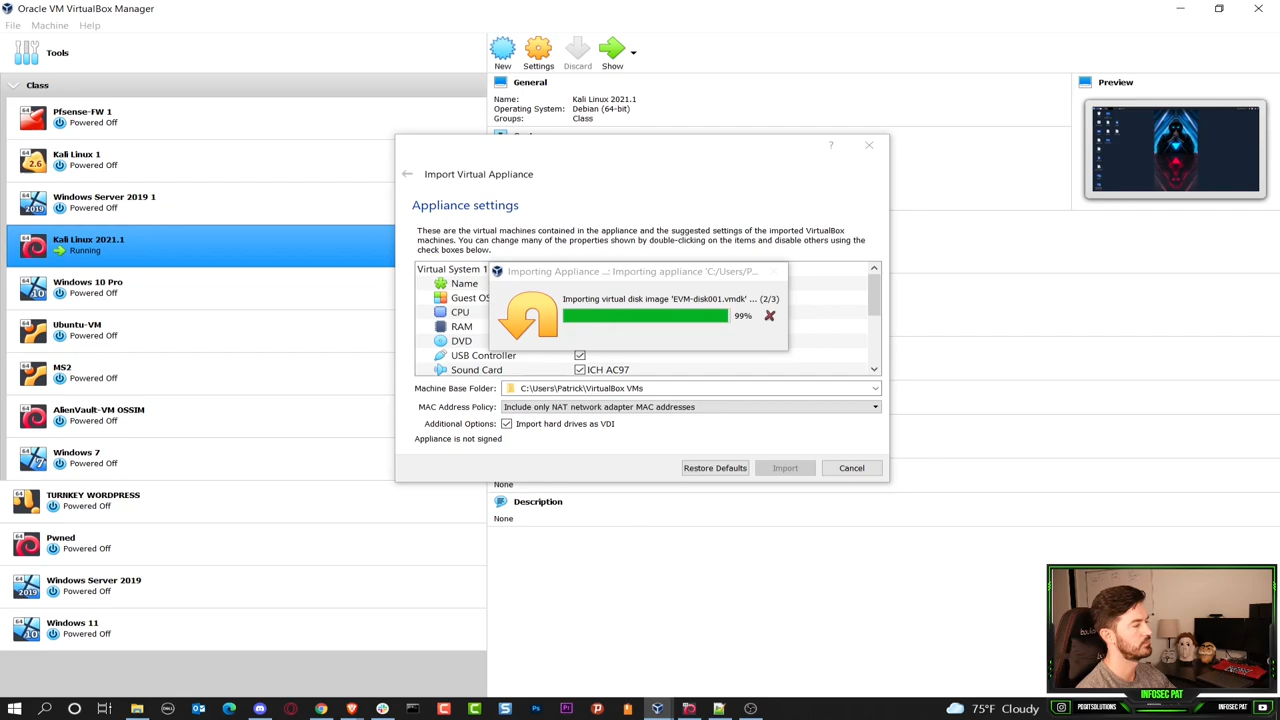 Oracle VM VirtualBox Manager
File Machine Help
Tools
New Settings Discard Show
Class
General
Preview
Name: Kali Linux 2021.1
Operating System: Debian (64-bit)
Groups: Class
Pfsense-FW 1
Powered Off
Kali Linux 1
Powered Off
Windows Server 2019 1
Powered Off
Kali Linux 2021.1
Running
Windows 10 Pro
Powered Off
Ubuntu-VM
Powered Off
MS2
Powered Off
AlienVault-VM OSSIM
Powered Off
Windows 7
Powered Off
TURNKEY WORDPRESS
Powered Off
Pwned
Powered Off
Windows Server 2019
Powered Off
Windows 11
Powered Off
Import Virtual Appliance
Appliance settings
These are the virtual machines contained in the appliance and the suggested settings of the imported VirtualBox
machines. You can change many of the properties shown by double-clicking on the items and disable others using the
check boxes below.
Virtual System 1
Name
Guest OS
CPU
RAM
DVD
USB Controller
Sound Card ICH AC97
Importing Appliance ...: Importing appliance 'C:/Users/P...
Importing virtual disk image 'EVM-disk001.vmdk' ... (2/3)
99%
Machine Base Folder: C:\Users\Patrick\VirtualBox VMs
MAC Address Policy: Include only NAT network adapter MAC addresses
Additional Options: Import hard drives as VDI
Appliance is not signed
Restore Defaults Import Cancel
None
Description
None
INFOSEC PAT
PGDITSOLUTIONS INFOSEC PAT
75°F Cloudy